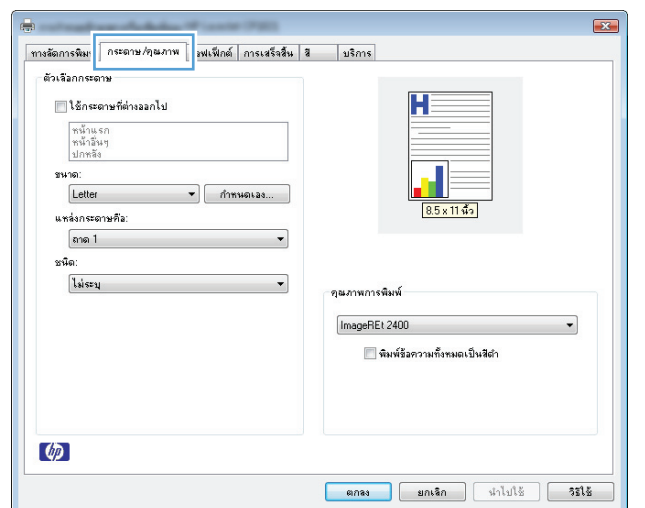 ทางลัดการพิม
กระดาษ/คุณภาพ
อฟเฟ็กต์
การเสร็จสิ้น
สี
บริการ
ตัวเลือกกระดาษ
ใช้กระดาษที่ต่างออกไป
หน้าแรก
หน้าอื่นๆ
ปกหลัง
ขนาด:
Letter
กำหนดเอง...
แหล่งกระดาษคือ:
ถาด 1
ชนิด:
ไม่ระบุ
H
8.5 x 11 นิ้ว
คุณภาพการพิมพ์
ImageREt 2400
พิมพ์ข้อความทั้งหมดเป็นสีดำ
hp
ตกลง
ยกเลิก
นำไปใช้
วิธีใช้